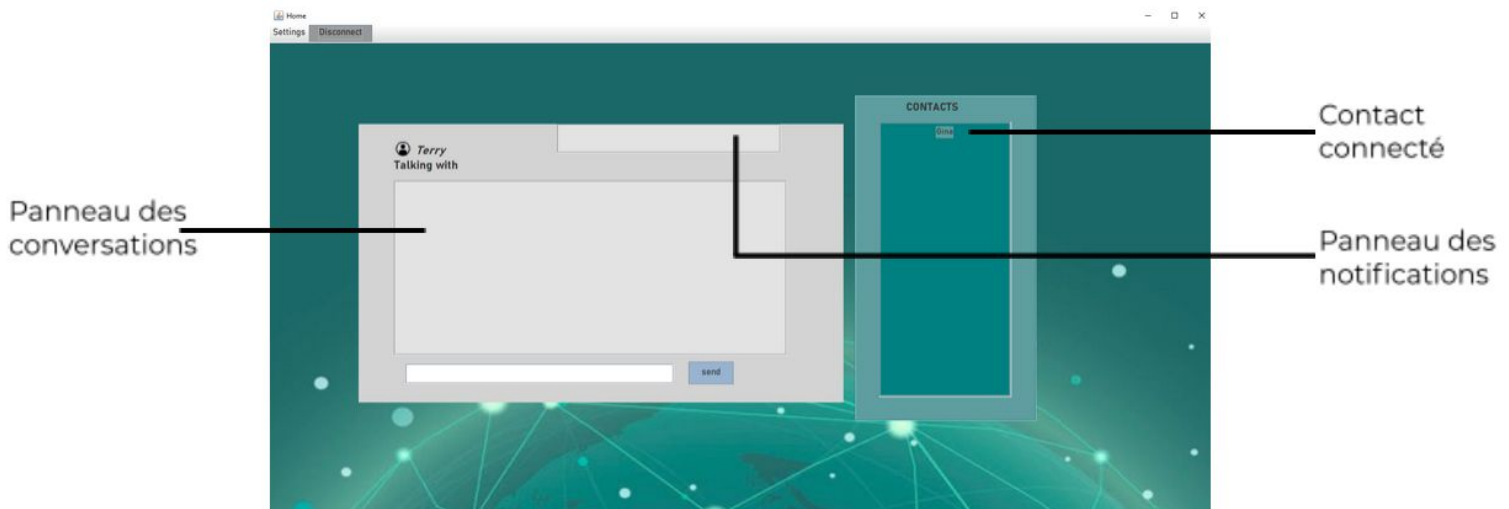 Home
Settings Disconnect
CONTACTS
Gina
Contact
connecté
Terry
Talking with
Panneau des
conversations
Panneau des
notifications
send